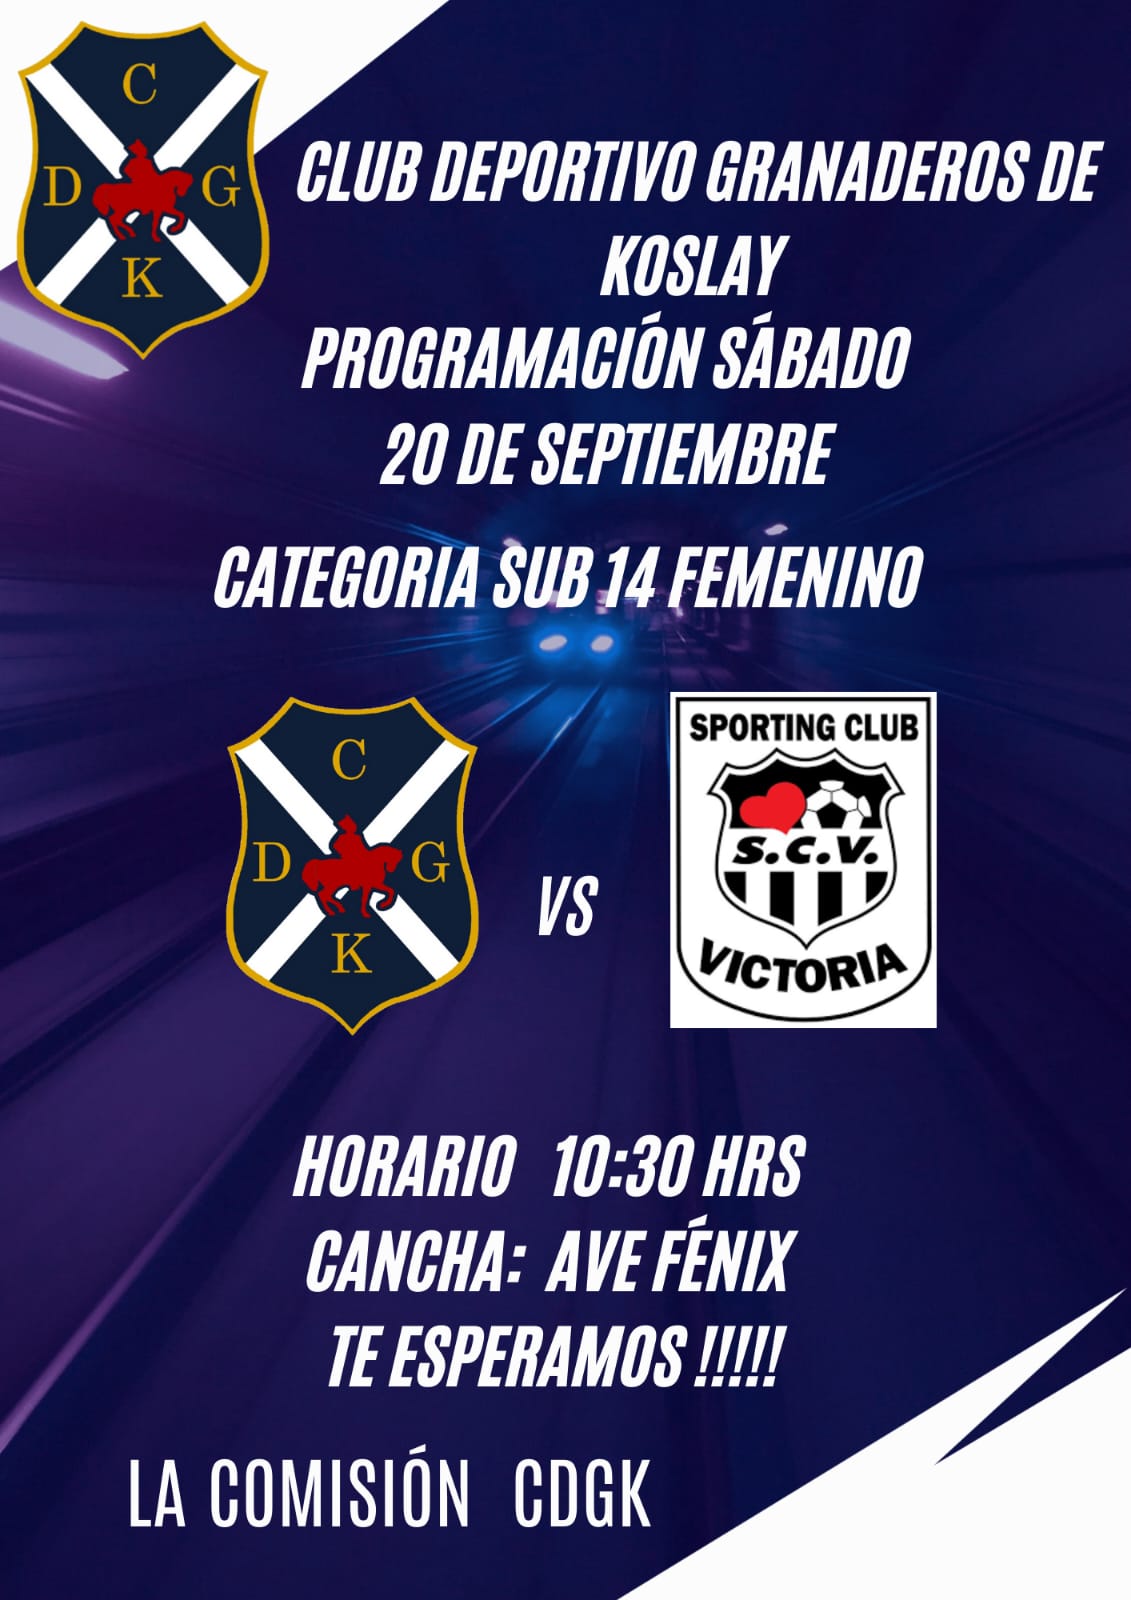 C
D G
K
CLUB DEPORTIVO GRANADEROS DE
KOSLAY
PROGRAMACIÓN SÁBADO
20 DE SEPTIEMBRE
CATEGORIA SUB 14 FEMENINO
C
D G
K
VS
SPORTING CLUB
S.C.V.
VICTORIA
HORARIO 10:30 HRS
CANCHA: AVE FÉNIX
TE ESPERAMOS !!!!!
LA COMISIÓN CDGK